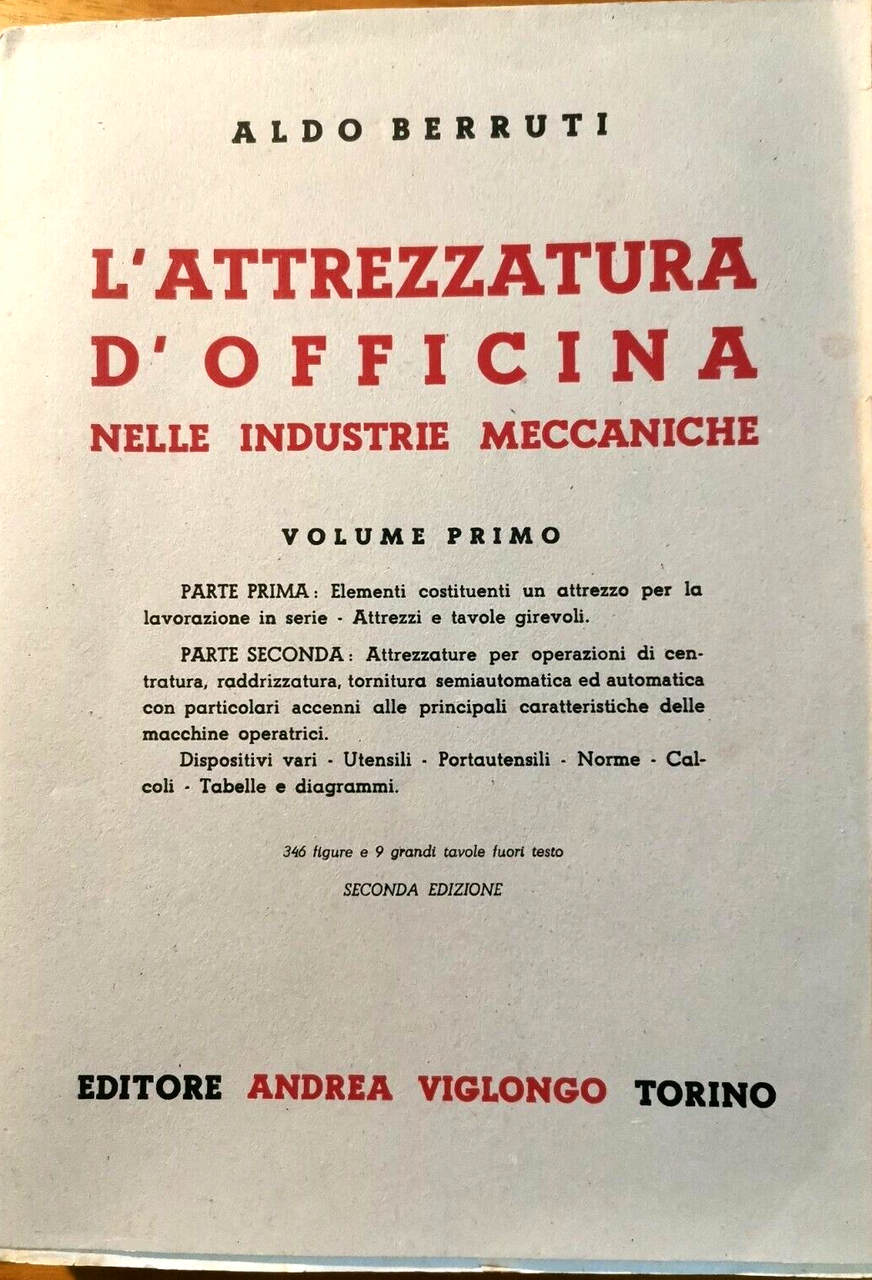 ALDO BERRUTI
L'ATTREZZATURA
D'OFFICINA
NELLE INDUSTRIE MECCANICHE
VOLUME PRIMO
PARTE PRIMA: Elementi costituenti un attrezzo per la
lavorazione in serie - Attrezzi e tavole girevoli.
PARTE SECONDA: Attrezzature per operazioni di cen-
tratura, raddrizzatura, tornitura semiautomatica ed automatica
con particolari accenni alle principali caratteristiche delle
macchine operatrici.
Dispositivi vari - Utensili - Portautensili - Norme - Cal-
coli - Tabelle e diagrammi.
346 figure e 9 grandi tavole fuori testo
SECONDA EDIZIONE
EDITORE ANDREA VIGLONGO TORINO